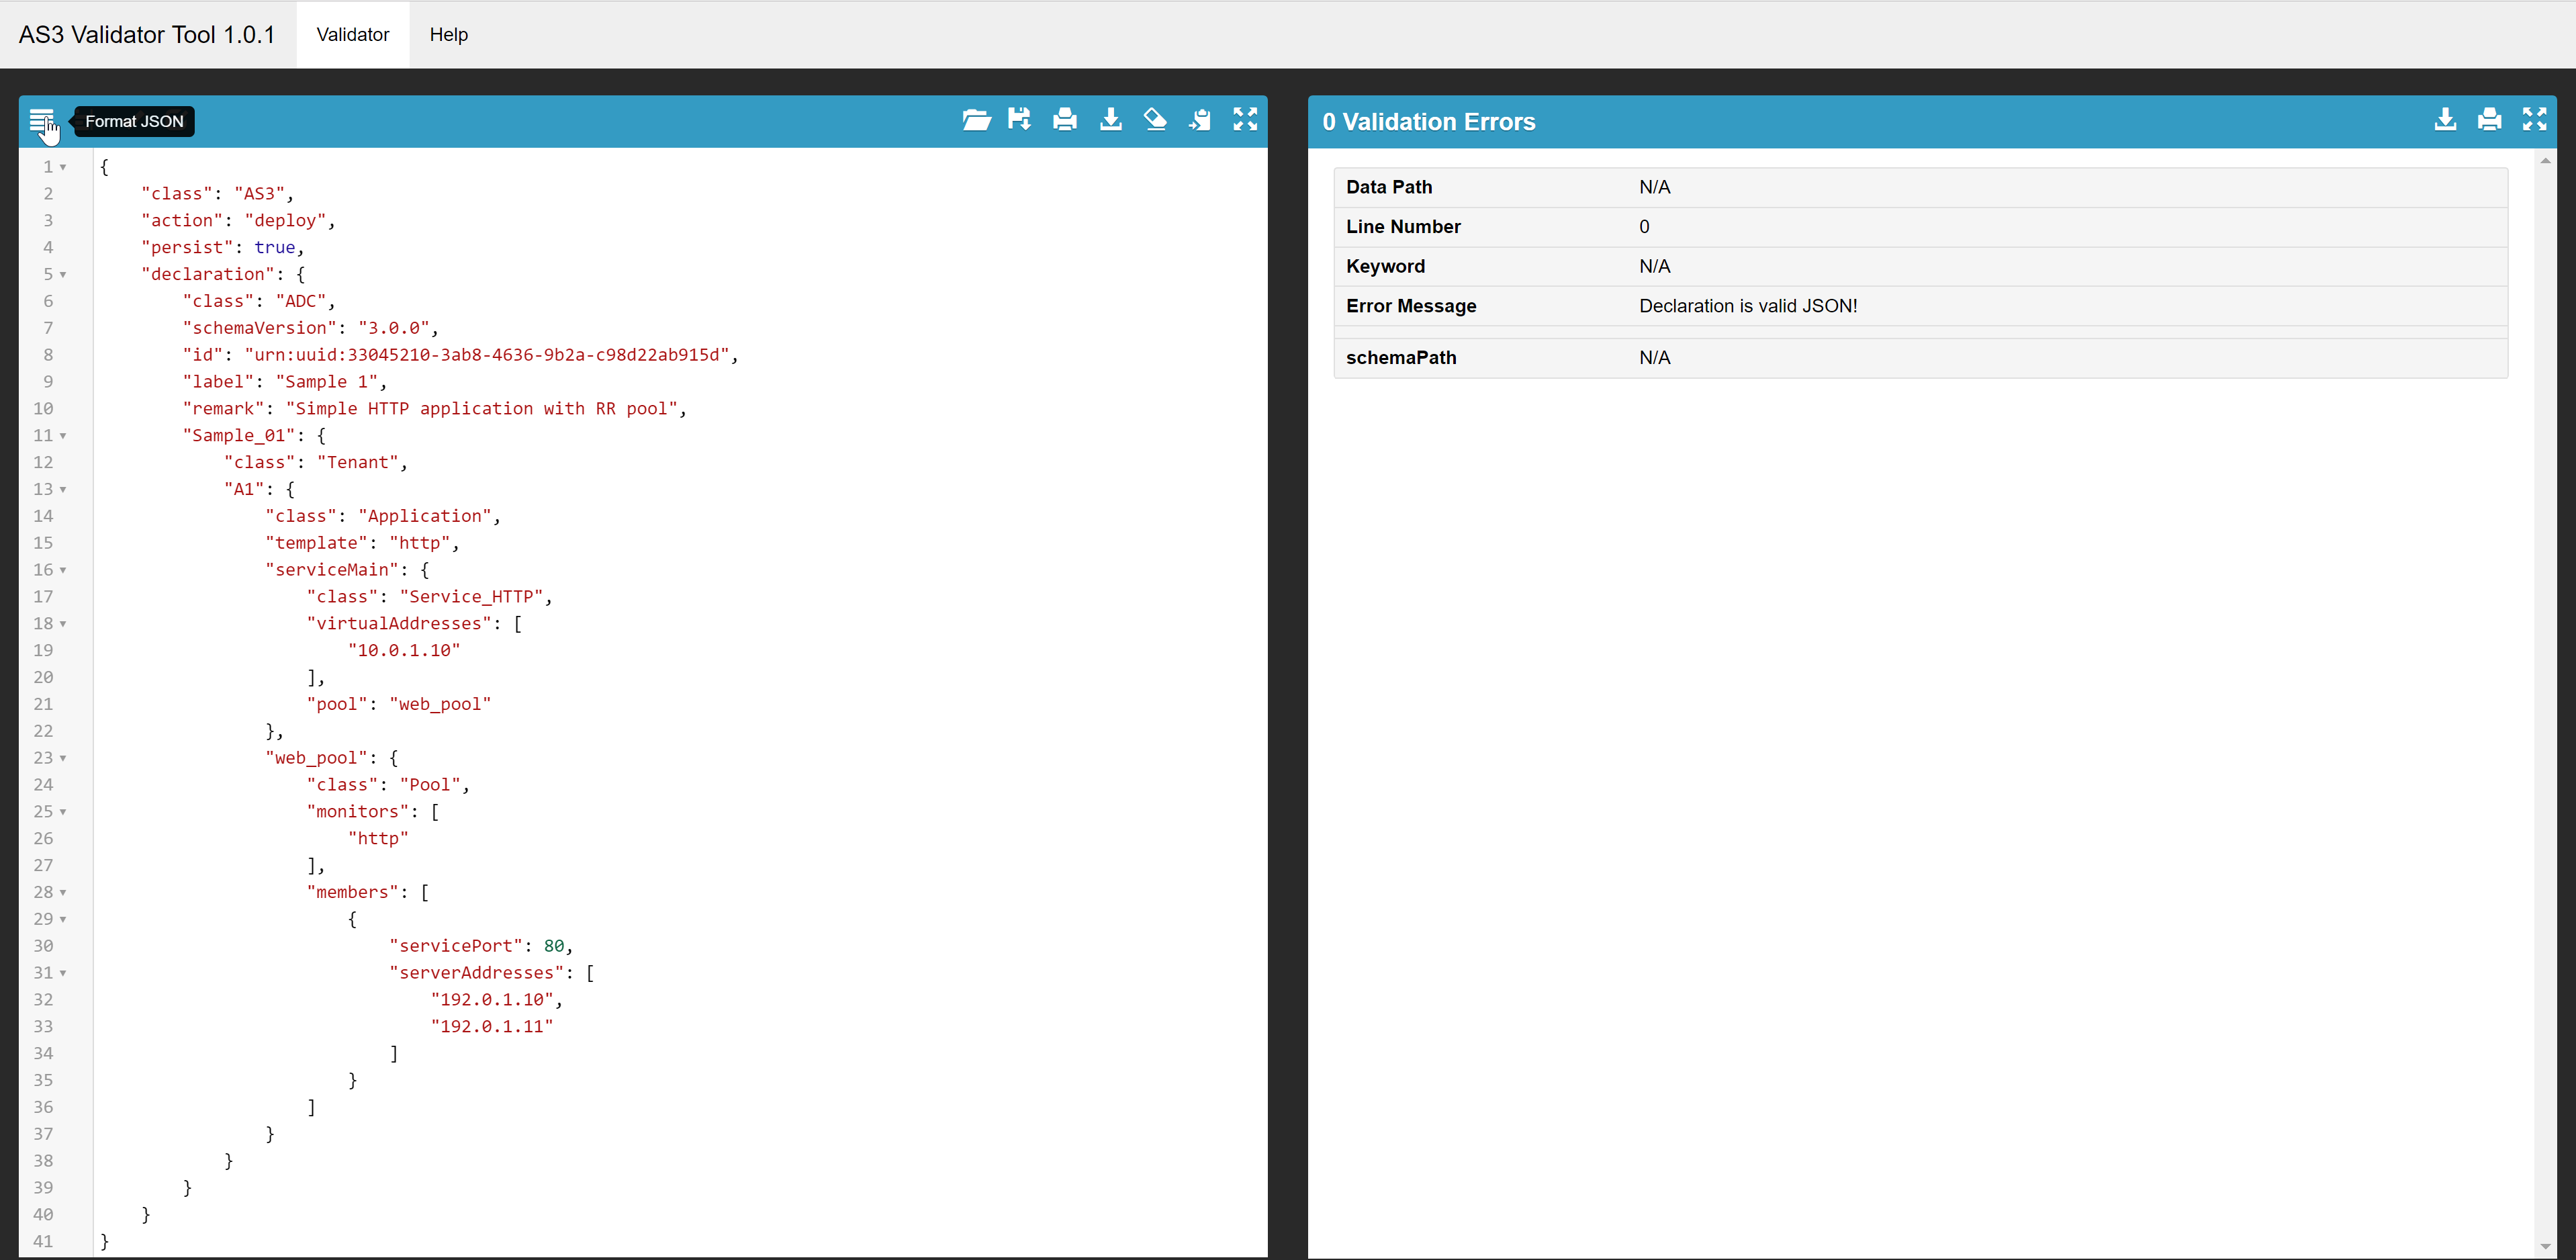 AS3 Validator Tool 1.0.1 Validator Help
Format JSON
1 {
2     "class": "AS3",
3     "action": "deploy",
4     "persist": true,
5     "declaration": {
6         "class": "ADC",
7         "schemaVersion": "3.0.0",
8         "id": "urn:uuid:33045210-3ab8-4636-9b2a-c98d22ab915d",
9         "label": "Sample 1",
10         "remark": "Simple HTTP application with RR pool",
11         "Sample_01": {
12             "class": "Tenant",
13             "A1": {
14                 "class": "Application",
15                 "template": "http",
16                 "serviceMain": {
17                     "class": "Service_HTTP",
18                     "virtualAddresses": [
19                         "10.0.1.10"
20                     ],
21                     "pool": "web_pool"
22                 },
23                 "web_pool": {
24                     "class": "Pool",
25                     "monitors": [
26                         "http"
27                     ],
28                     "members": [
29                         {
30                             "servicePort": 80,
31                             "serverAddresses": [
32                                 "192.0.1.10",
33                                 "192.0.1.11"
34                             ]
35                         }
36                     ]
37                 }
38             }
39         }
40     }
41 }
0 Validation Errors
Data Path N/A
Line Number 0
Keyword N/A
Error Message Declaration is valid JSON!
schemaPath N/A